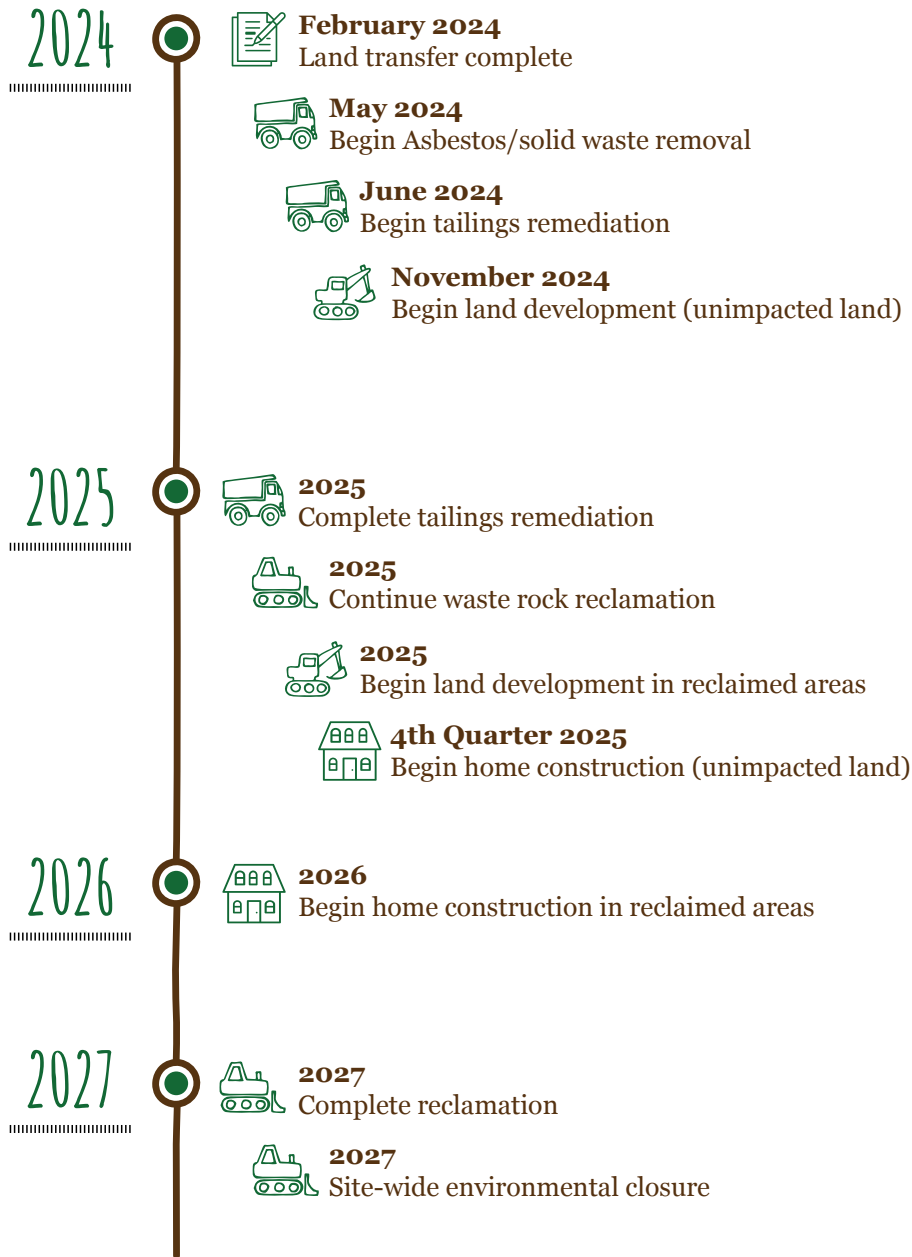 2024
February 2024
Land transfer complete
May 2024
Begin Asbestos/solid waste removal
June 2024
Begin tailings remediation
November 2024
Begin land development (unimpacted land)
2025
2025
Complete tailings remediation
2025
Continue waste rock reclamation
2025
Begin land development in reclaimed areas
4th Quarter 2025
Begin home construction (unimpacted land)
2026
2026
Begin home construction in reclaimed areas
2027
2027
Complete reclamation
2027
Site-wide environmental closure